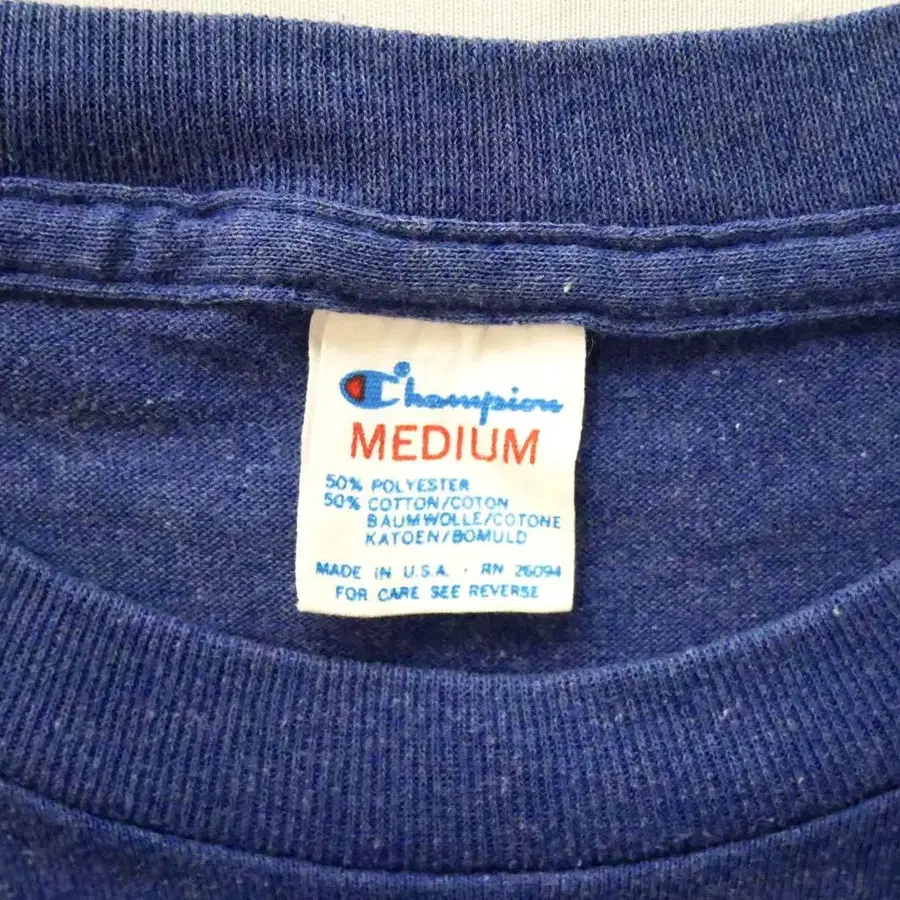 Champion
MEDIUM
50% POLYESTER
50% COTTON/COTON
BAUMWOLLE/COTONE
KATOEN/BOMULD
MADE IN U.S.A. · RN 26094
FOR CARE SEE REVERSE